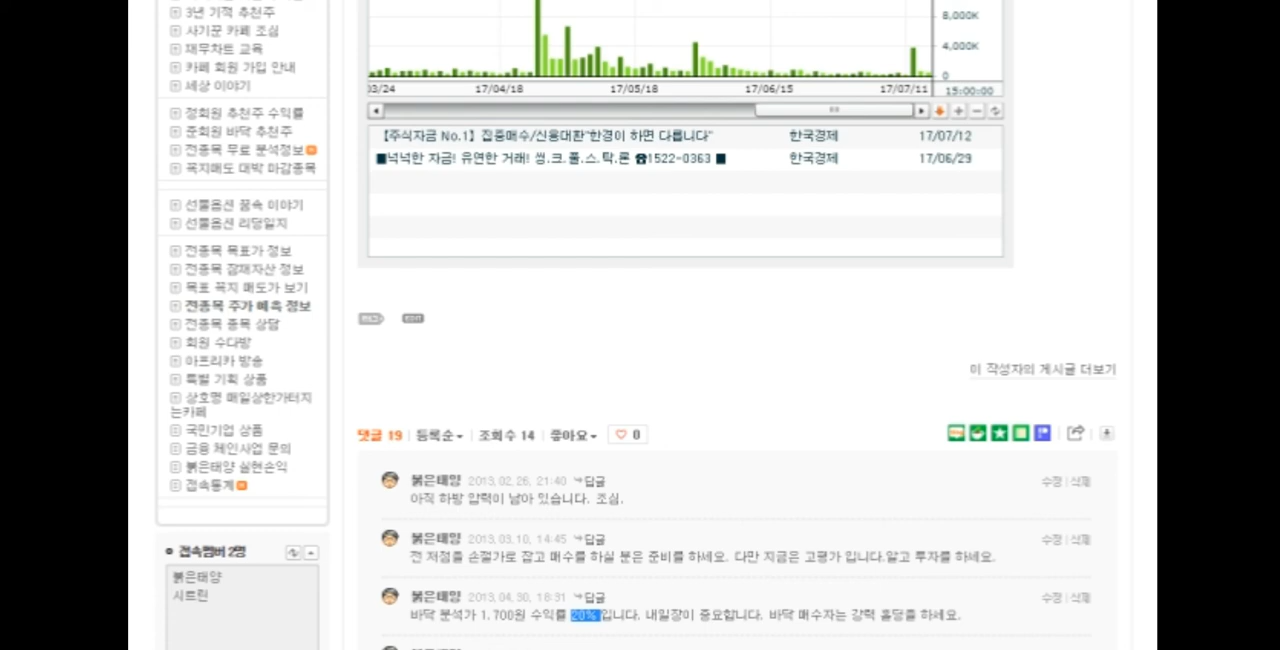 3년 기적 추천주
사기꾼 카페 조심
재무차트 교육
카페 회원 가입 안내
세상 이야기
정회원 추천주 수익률
준회원 바닥 추천주
전종목 무료 분석정보
꼭지매도 대박 마감종목
선물옵션 꿈속 이야기
선물옵션 리딩일지
전종목 목표가 정보
전종목 잠재자산 정보
목표 꼭지 매도가 보기
전종목 주가 예측 정보
전종목 종목 상담
회원 수다방
아프리카 방송
특별 기획 상품
상호명 매일상한가터지
는카페
국민기업 상품
금융 체인사업 문의
붉은태양 실현손익
접속통계
접속멤버 2명
붉은태양
시트린
8,000K
4,000K
0
03/24 17/04/18 17/05/18 17/06/15 17/07/11 15:00:00
【주식자금 No.1】 집중매수/신용대환"한경이 하면 다릅니다" 한국경제 17/07/12
■넉넉한 자금! 유연한 거래! 씽.크.풀.스.탁.론 ☎1522-0363 ■ 한국경제 17/06/29
EDIT
이 작성자의 게시글 더보기
댓글 19 등록순 조회수 14 좋아요 0
붉은태양 2013.02.26. 21:40 답글 수정 | 삭제
아직 하방 압력이 남아 있습니다. 조심.
붉은태양 2013.03.10. 14:45 답글 수정 | 삭제
전 저점을 손절가로 잡고 매수를 하실 분은 준비를 하세요. 다만 지금은 고평가 입니다.알고 투자를 하세요.
붉은태양 2013.04.30. 18:31 답글 수정 | 삭제
바닥 분석가 1,700원 수익률 20% 입니다. 내일장이 중요합니다. 바닥 매수자는 강력 홀딩를 하세요.